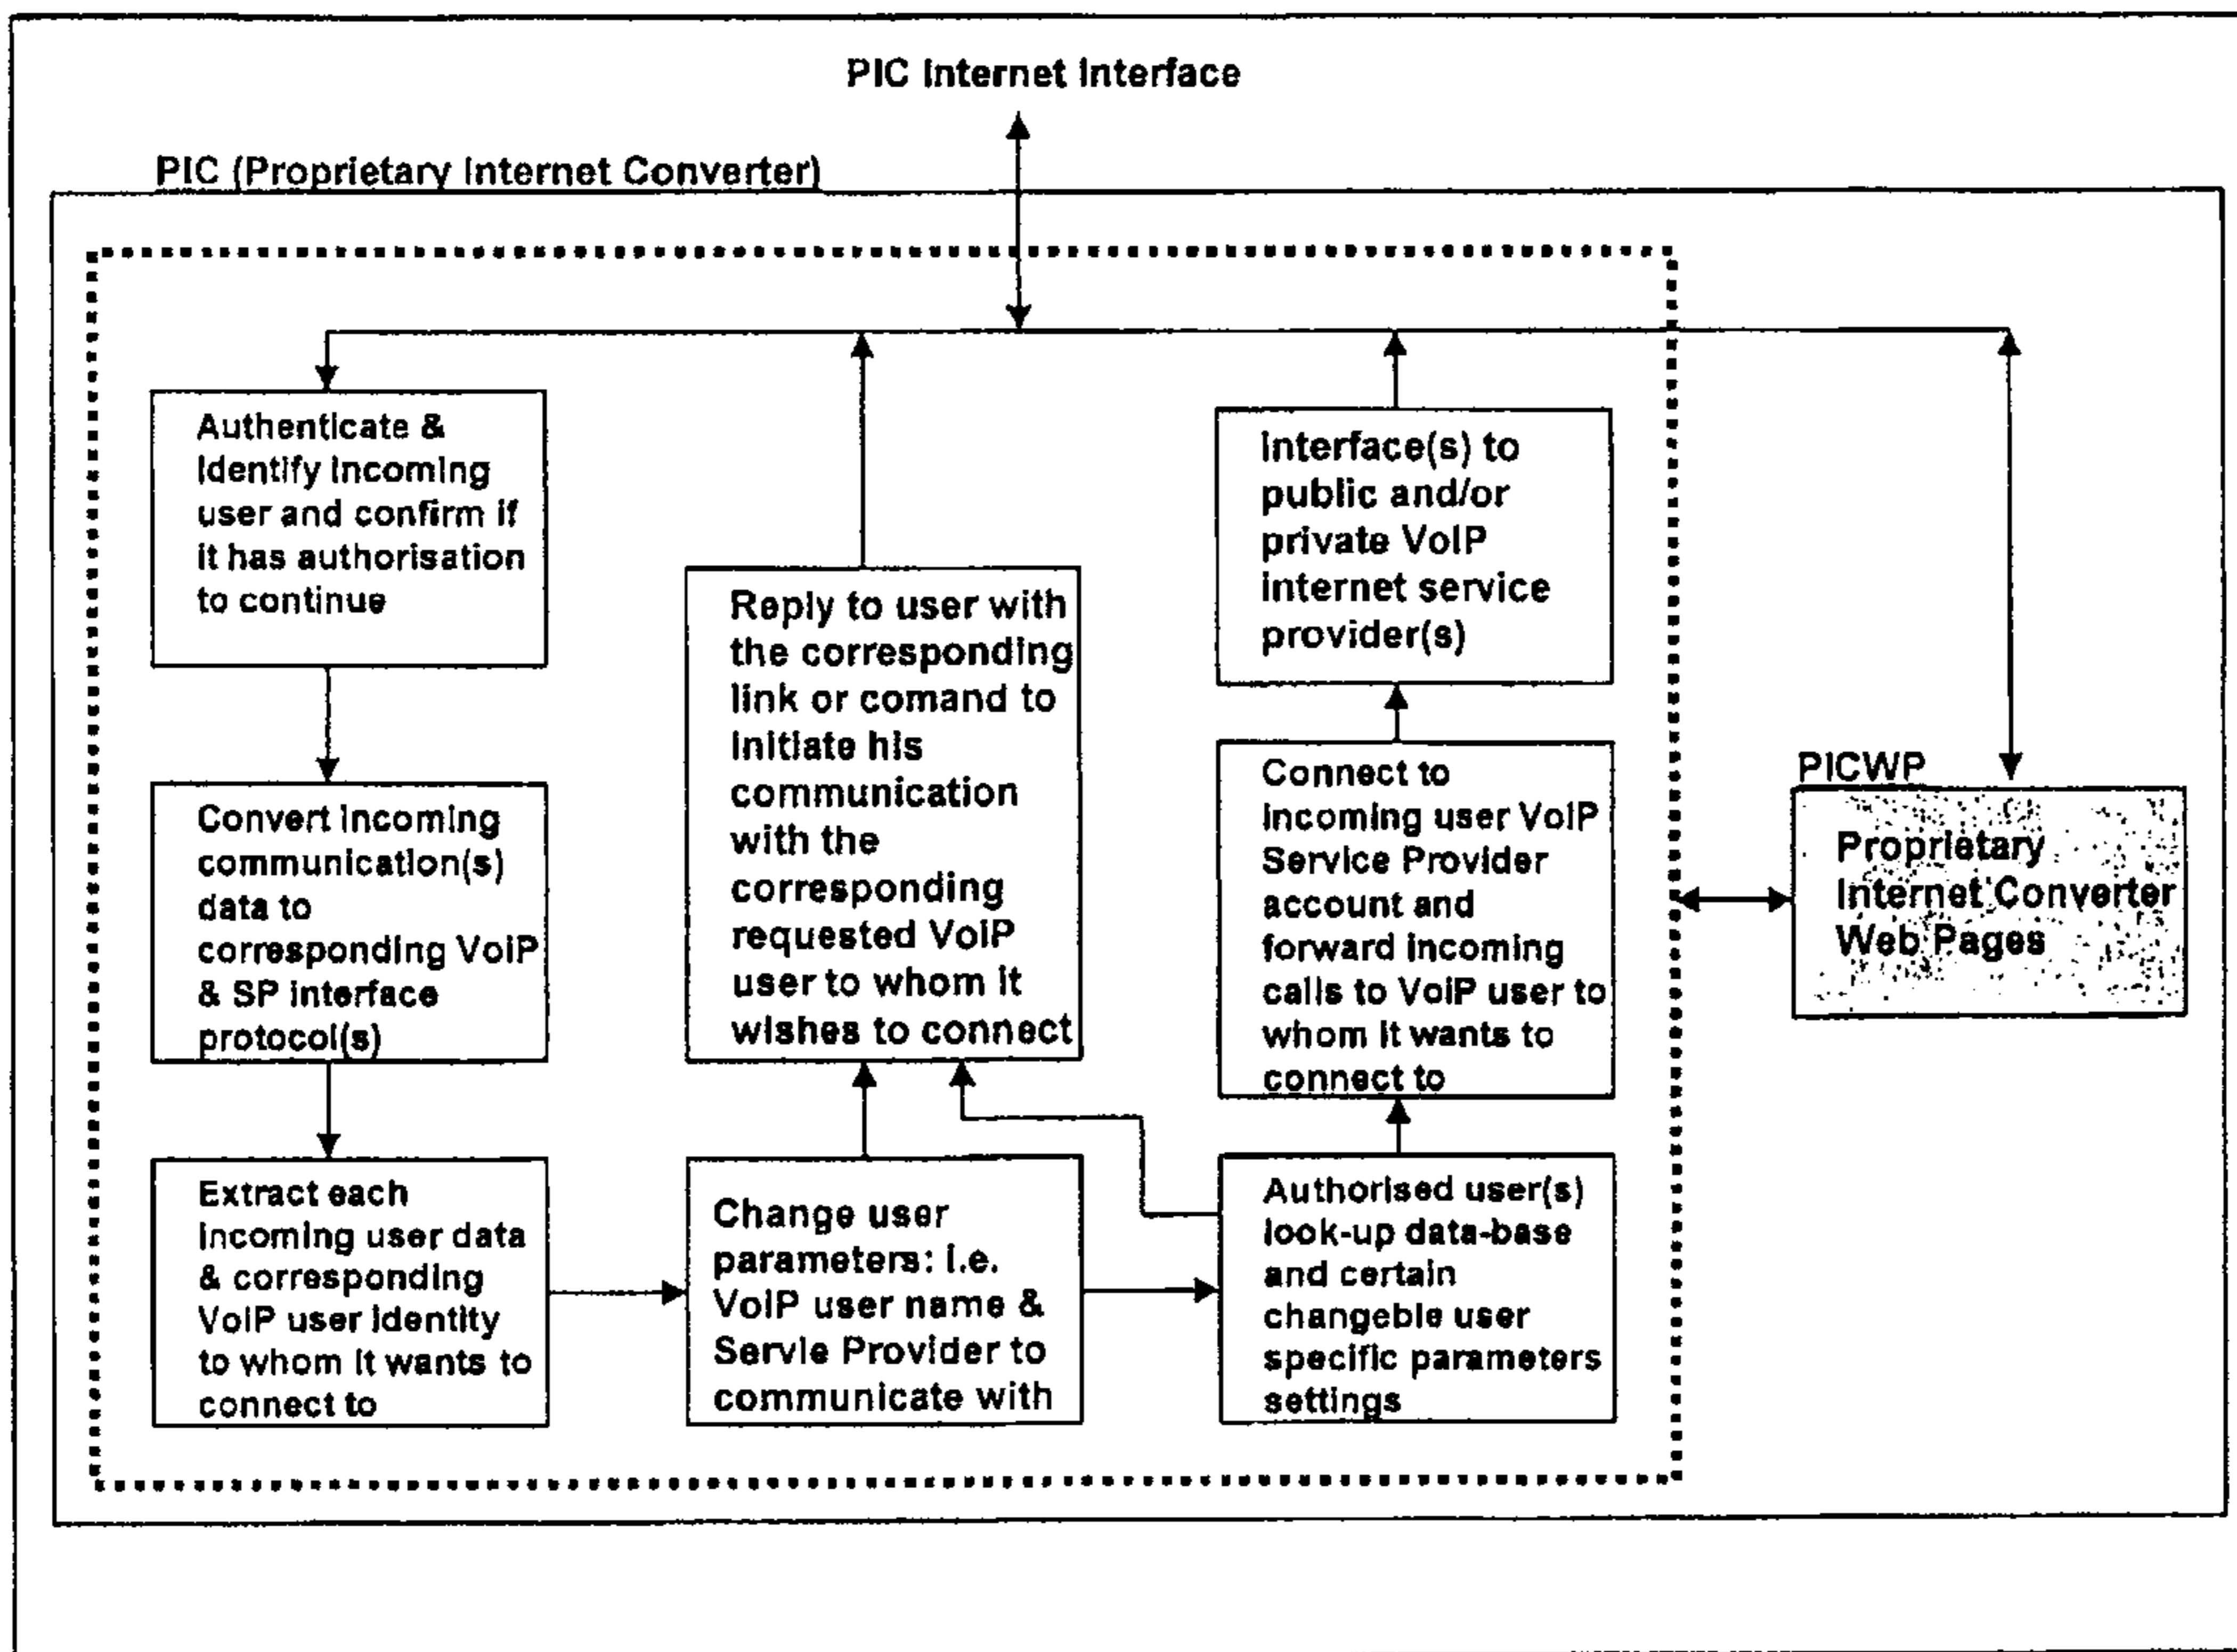 PIC Internet Interface
PIC (Proprietary Internet Converter)
Authenticate &
Identify incoming
user and confirm if
it has authorisation
to continue
Convert incoming
communication(s)
data to
corresponding VoIP
& SP interface
protocol(s)
Extract each
incoming user data
& corresponding
VoIP user identity
to whom it wants to
connect to
Reply to user with
the corresponding
link or comand to
initiate his
communication
with the
corresponding
requested VoIP
user to whom it
wishes to connect
Change user
parameters: i.e.
VoIP user name &
Servie Provider to
communicate with
Interface(s) to
public and/or
private VoIP
internet service
provider(s)
Connect to
incoming user VoIP
Service Provider
account and
forward incoming
calls to VoIP user to
whom it wants to
connect to
Authorised user(s)
look-up data-base
and certain
changeble user
specific parameters
settings
PICWP
Proprietary
Internet Converter
Web Pages